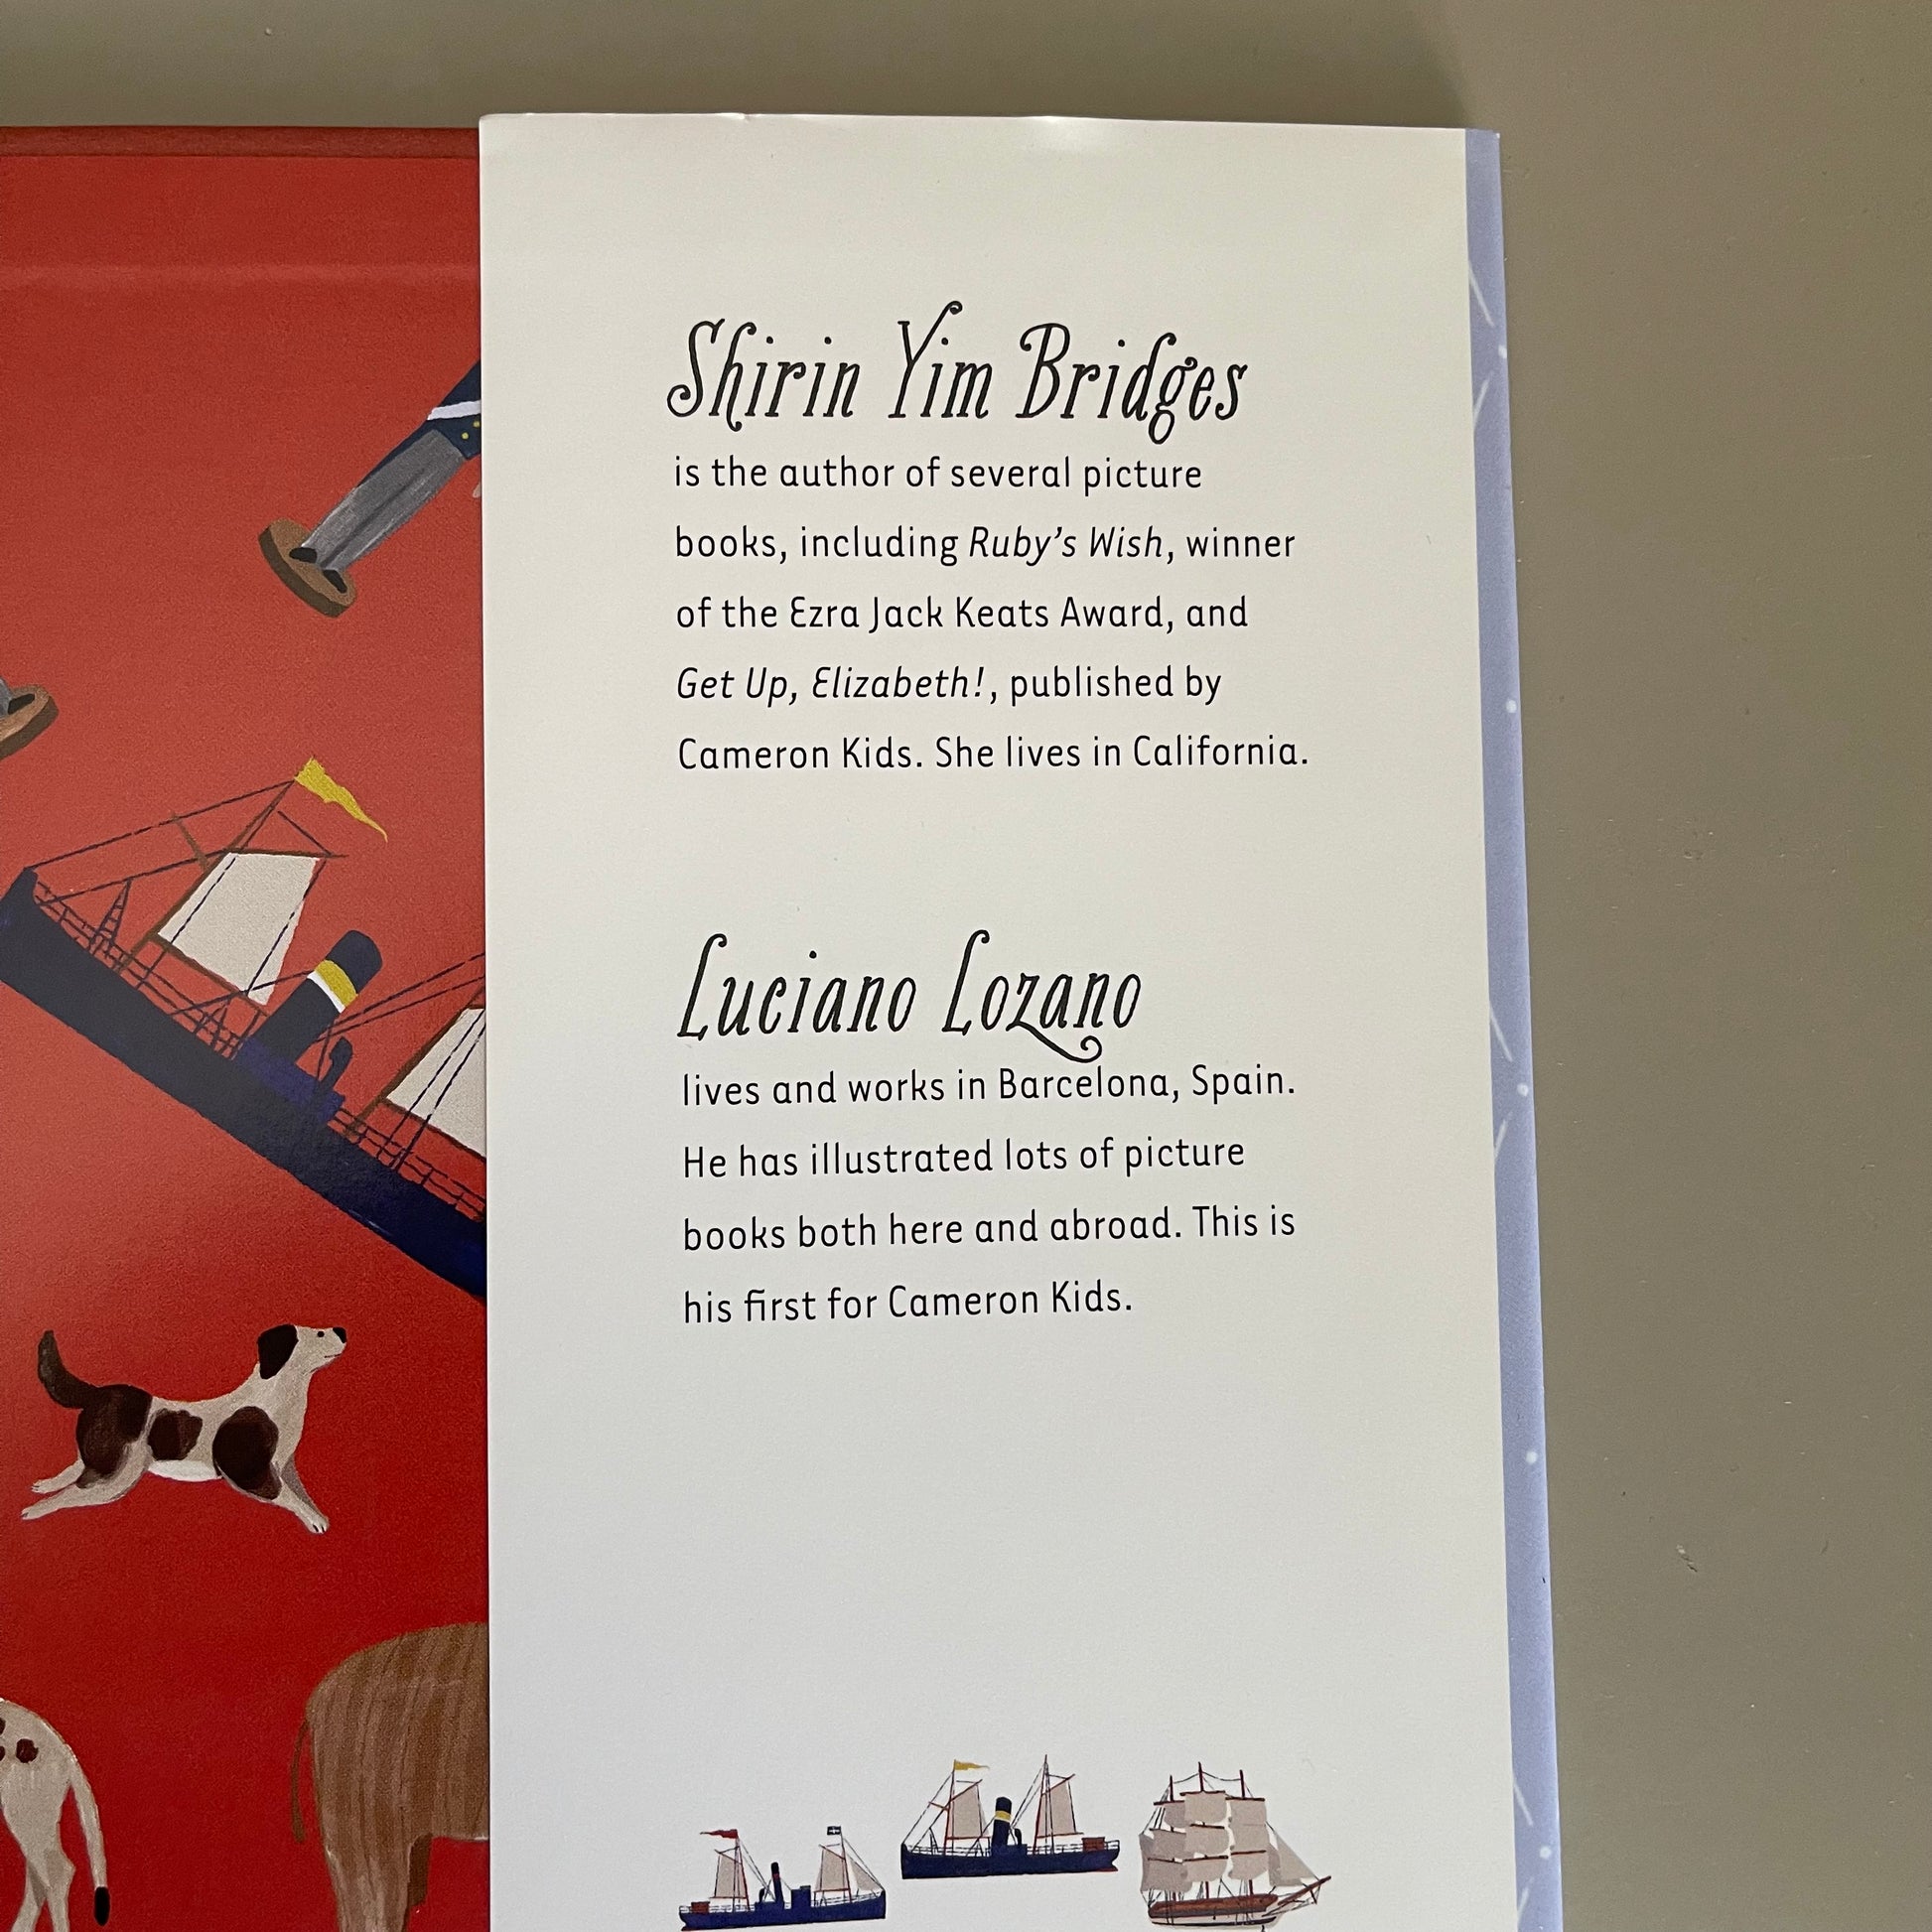 Shirin Yim Bridges
is the author of several picture
books, including Ruby's Wish, winner
of the Ezra Jack Keats Award, and
Get Up, Elizabeth!, published by
Cameron Kids. She lives in California.
Luciano Lozano
lives and works in Barcelona, Spain.
He has illustrated lots of picture
books both here and abroad. This is
his first for Cameron Kids.